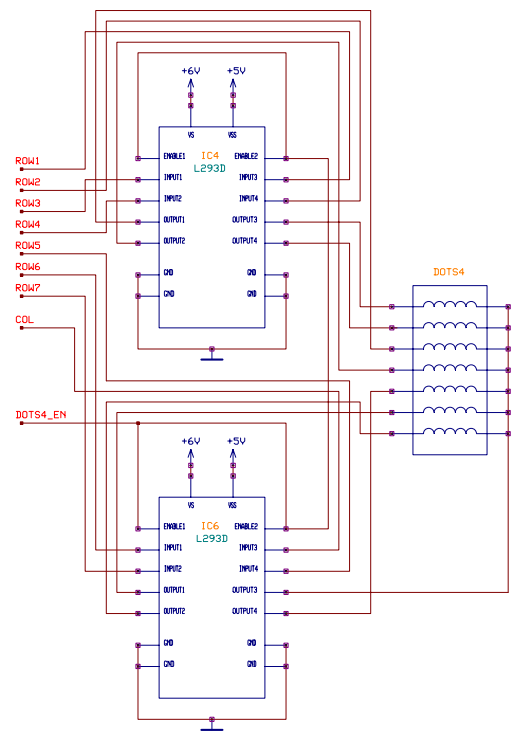 +6V +5V
VS VSS
IC4
L293D
ENABLE1 ENABLE2
INPUT1 INPUT3
INPUT2 INPUT4
OUTPUT1 OUTPUT3
OUTPUT2 OUTPUT4
GND GND
GND GND
ROW1
ROW2
ROW3
ROW4
ROW5
ROW6
ROW7
COL
DOTS4_EN
DOTS4
+6V +5V
VS VSS
IC6
L293D
ENABLE1 ENABLE2
INPUT1 INPUT3
INPUT2 INPUT4
OUTPUT1 OUTPUT3
OUTPUT2 OUTPUT4
GND
GND